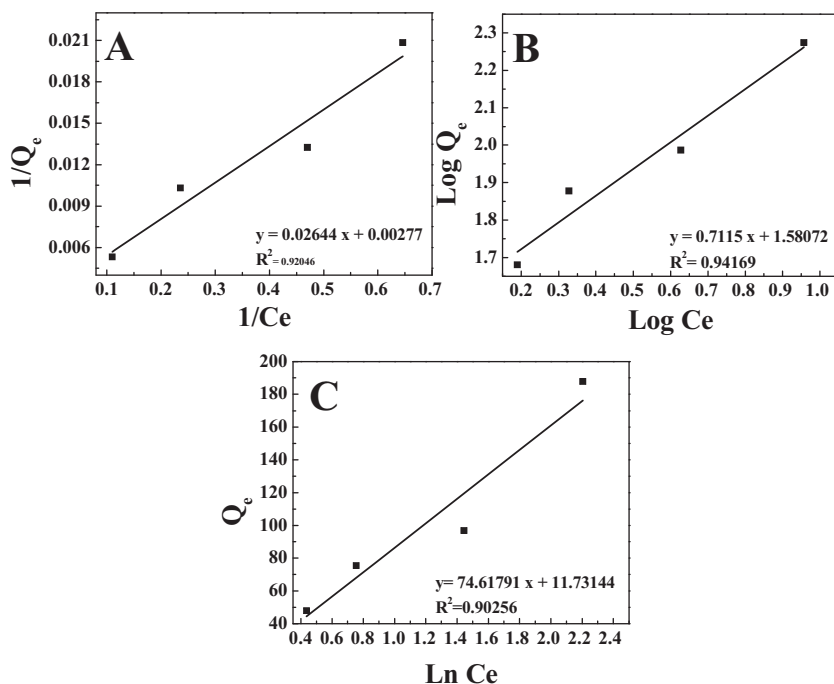 A
1/Qe
0.021
0.018
0.015
0.012
0.009
0.006
y = 0.02644 x + 0.00277
R² = 0.92046
0.1 0.2 0.3 0.4 0.5 0.6 0.7
1/Ce
B
Log Qe
2.3
2.2
2.1
2.0
1.9
1.8
1.7
y = 0.7115 x + 1.58072
R² = 0.94169
0.2 0.3 0.4 0.5 0.6 0.7 0.8 0.9 1.0
Log Ce
C
Qe
200
180
160
140
120
100
80
60
40
y= 74.61791 x + 11.73144
R²=0.90256
0.4 0.6 0.8 1.0 1.2 1.4 1.6 1.8 2.0 2.2 2.4
Ln Ce